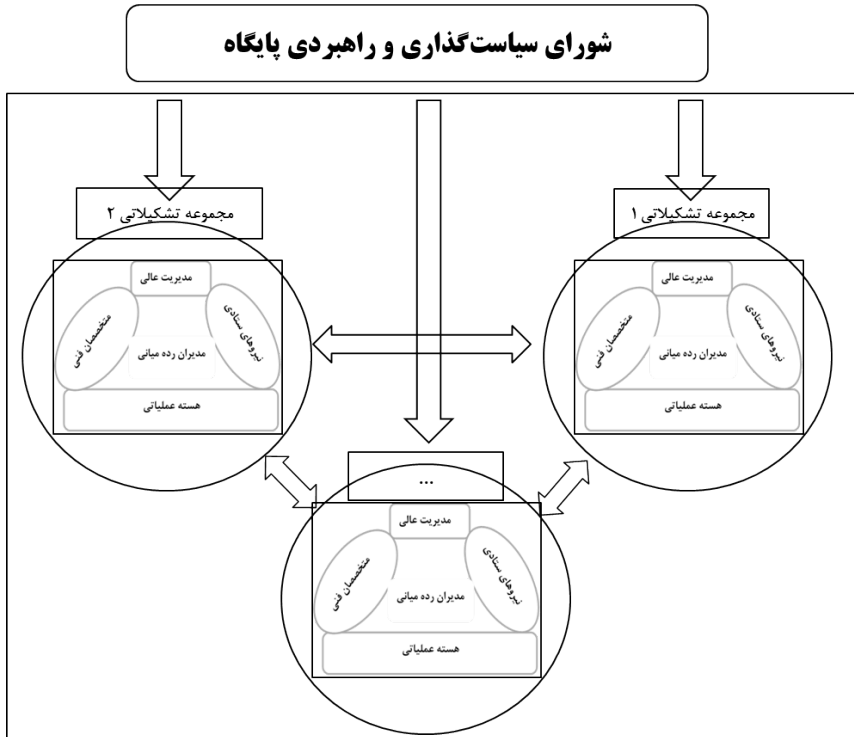 شورای سیاست‌گذاری و راهبردی پایگاه
مجموعه تشکیلاتی ۱
مدیریت عالی
نیروهای ستادی
متخصصان فنی
مدیران رده میانی
هسته عملیاتی
مجموعه تشکیلاتی ۲
مدیریت عالی
نیروهای ستادی
متخصصان فنی
مدیران رده میانی
هسته عملیاتی
...
مدیریت عالی
نیروهای ستادی
متخصصان فنی
مدیران رده میانی
هسته عملیاتی